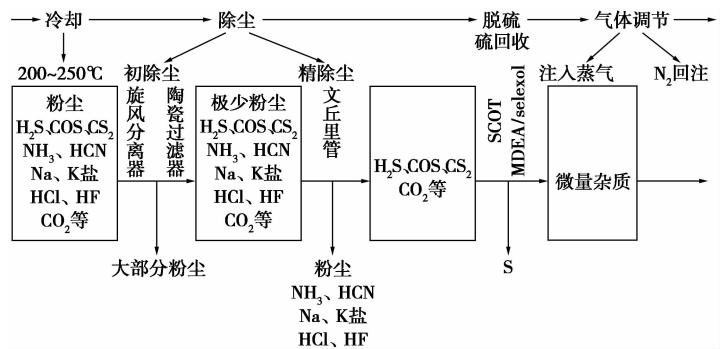 冷却
除尘
脱硫
硫回收
气体调节
200~250℃
初除尘
精除尘
注入蒸气
N₂回注
旋风分离器
陶瓷过滤器
文丘里管
SCOT
MDEA/selexol
粉尘
H₂S、COS、CS₂
NH₃、HCN
Na、K盐
HCl、HF
CO₂等
极少粉尘
H₂S、COS、CS₂
NH₃、HCN
Na、K盐
HCl、HF
CO₂等
H₂S、COS、CS₂
CO₂等
微量杂质
大部分粉尘
粉尘
NH₃、HCN
Na、K盐
HCl、HF
S